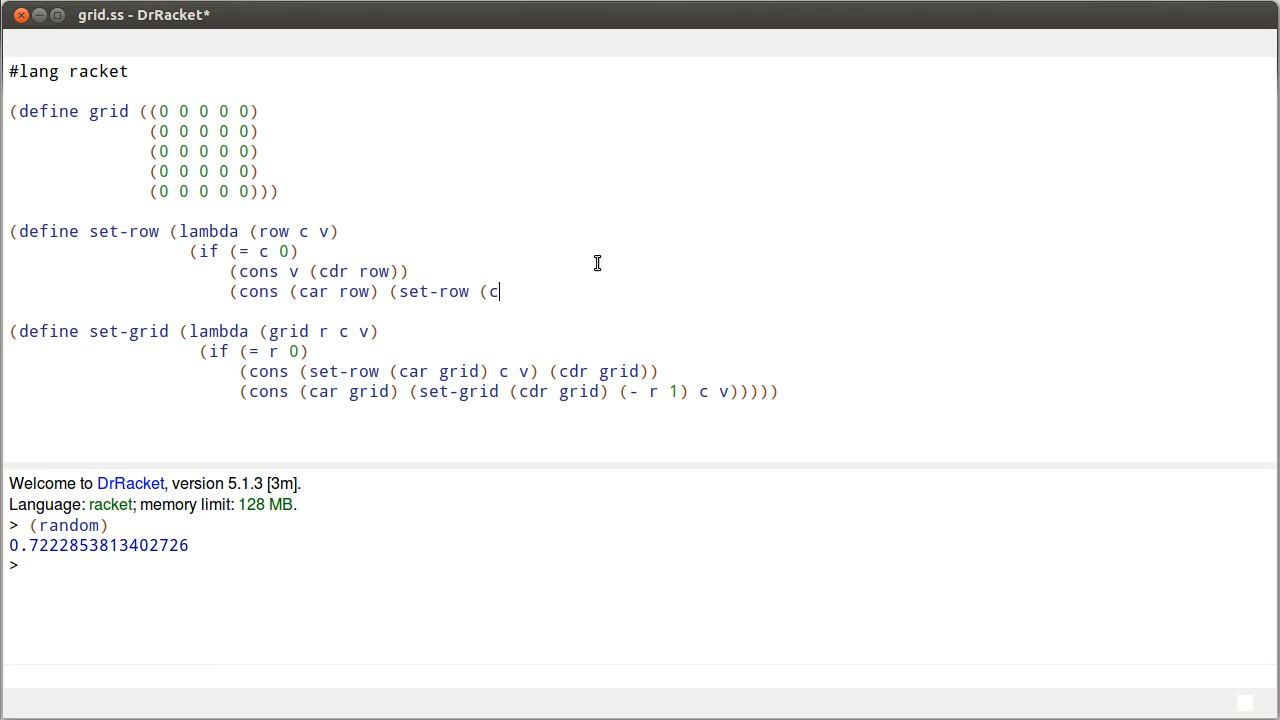 grid.ss - DrRacket*
#lang racket
(define grid ((0 0 0 0 0)
(0 0 0 0 0)
(0 0 0 0 0)
(0 0 0 0 0)
(0 0 0 0 0)))
(define set-row (lambda (row c v)
(if (= c 0)
(cons v (cdr row))
(cons (car row) (set-row (c
(define set-grid (lambda (grid r c v)
(if (= r 0)
(cons (set-row (car grid) c v) (cdr grid))
(cons (car grid) (set-grid (cdr grid) (- r 1) c v)))))
Welcome to DrRacket, version 5.1.3 [3m].
Language: racket; memory limit: 128 MB.
> (random)
0.7222853813402726
>